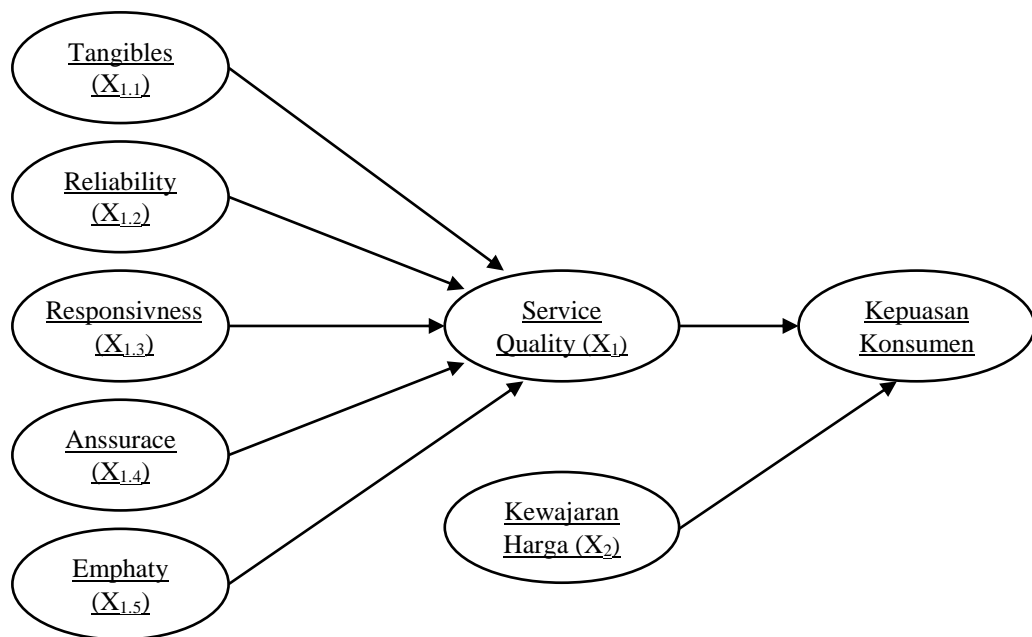 Tangibles
(X1.1)
Reliability
(X1.2)
Responsivness
(X1.3)
Anssurace
(X1.4)
Emphaty
(X1.5)
Service
Quality (X1)
Kewajaran
Harga (X2)
Kepuasan
Konsumen